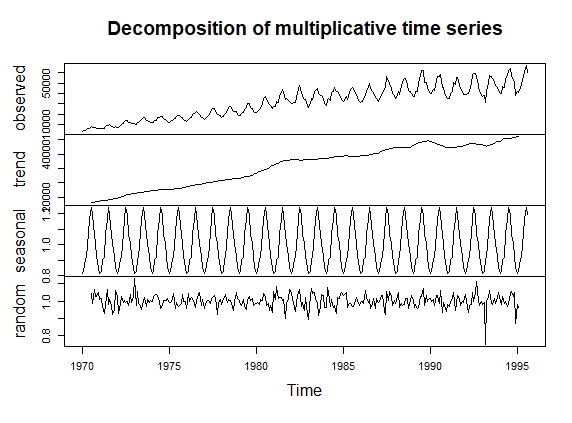 Decomposition of multiplicative time series
observed
10000 50000
trend
20000 40000
seasonal
0.8 1.0 1.2
random
0.8 1.0
1970 1975 1980 1985 1990 1995
Time